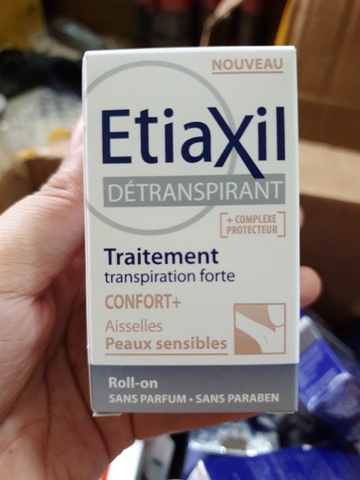 NOUVEAU
EtiaXil
DÉTRANSPIRANT
+ COMPLEXE
PROTECTEUR
Traitement
transpiration forte
CONFORT+
Aisselles
Peaux sensibles
Roll-on
SANS PARFUM • SANS PARABEN